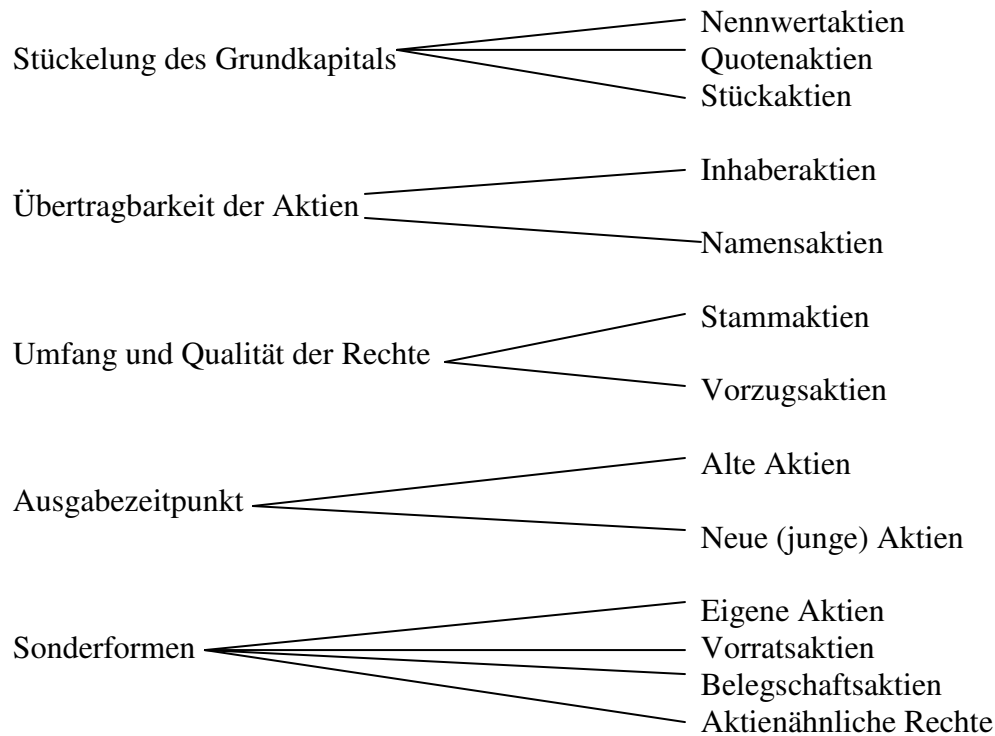 Nennwertaktien
Stückelung des Grundkapitals
Quotenaktien
Stückaktien
Inhaberaktien
Übertragbarkeit der Aktien
Namensaktien
Stammaktien
Umfang und Qualität der Rechte
Vorzugsaktien
Alte Aktien
Ausgabezeitpunkt
Neue (junge) Aktien
Eigene Aktien
Sonderformen
Vorratsaktien
Belegschaftsaktien
Aktienähnliche Rechte